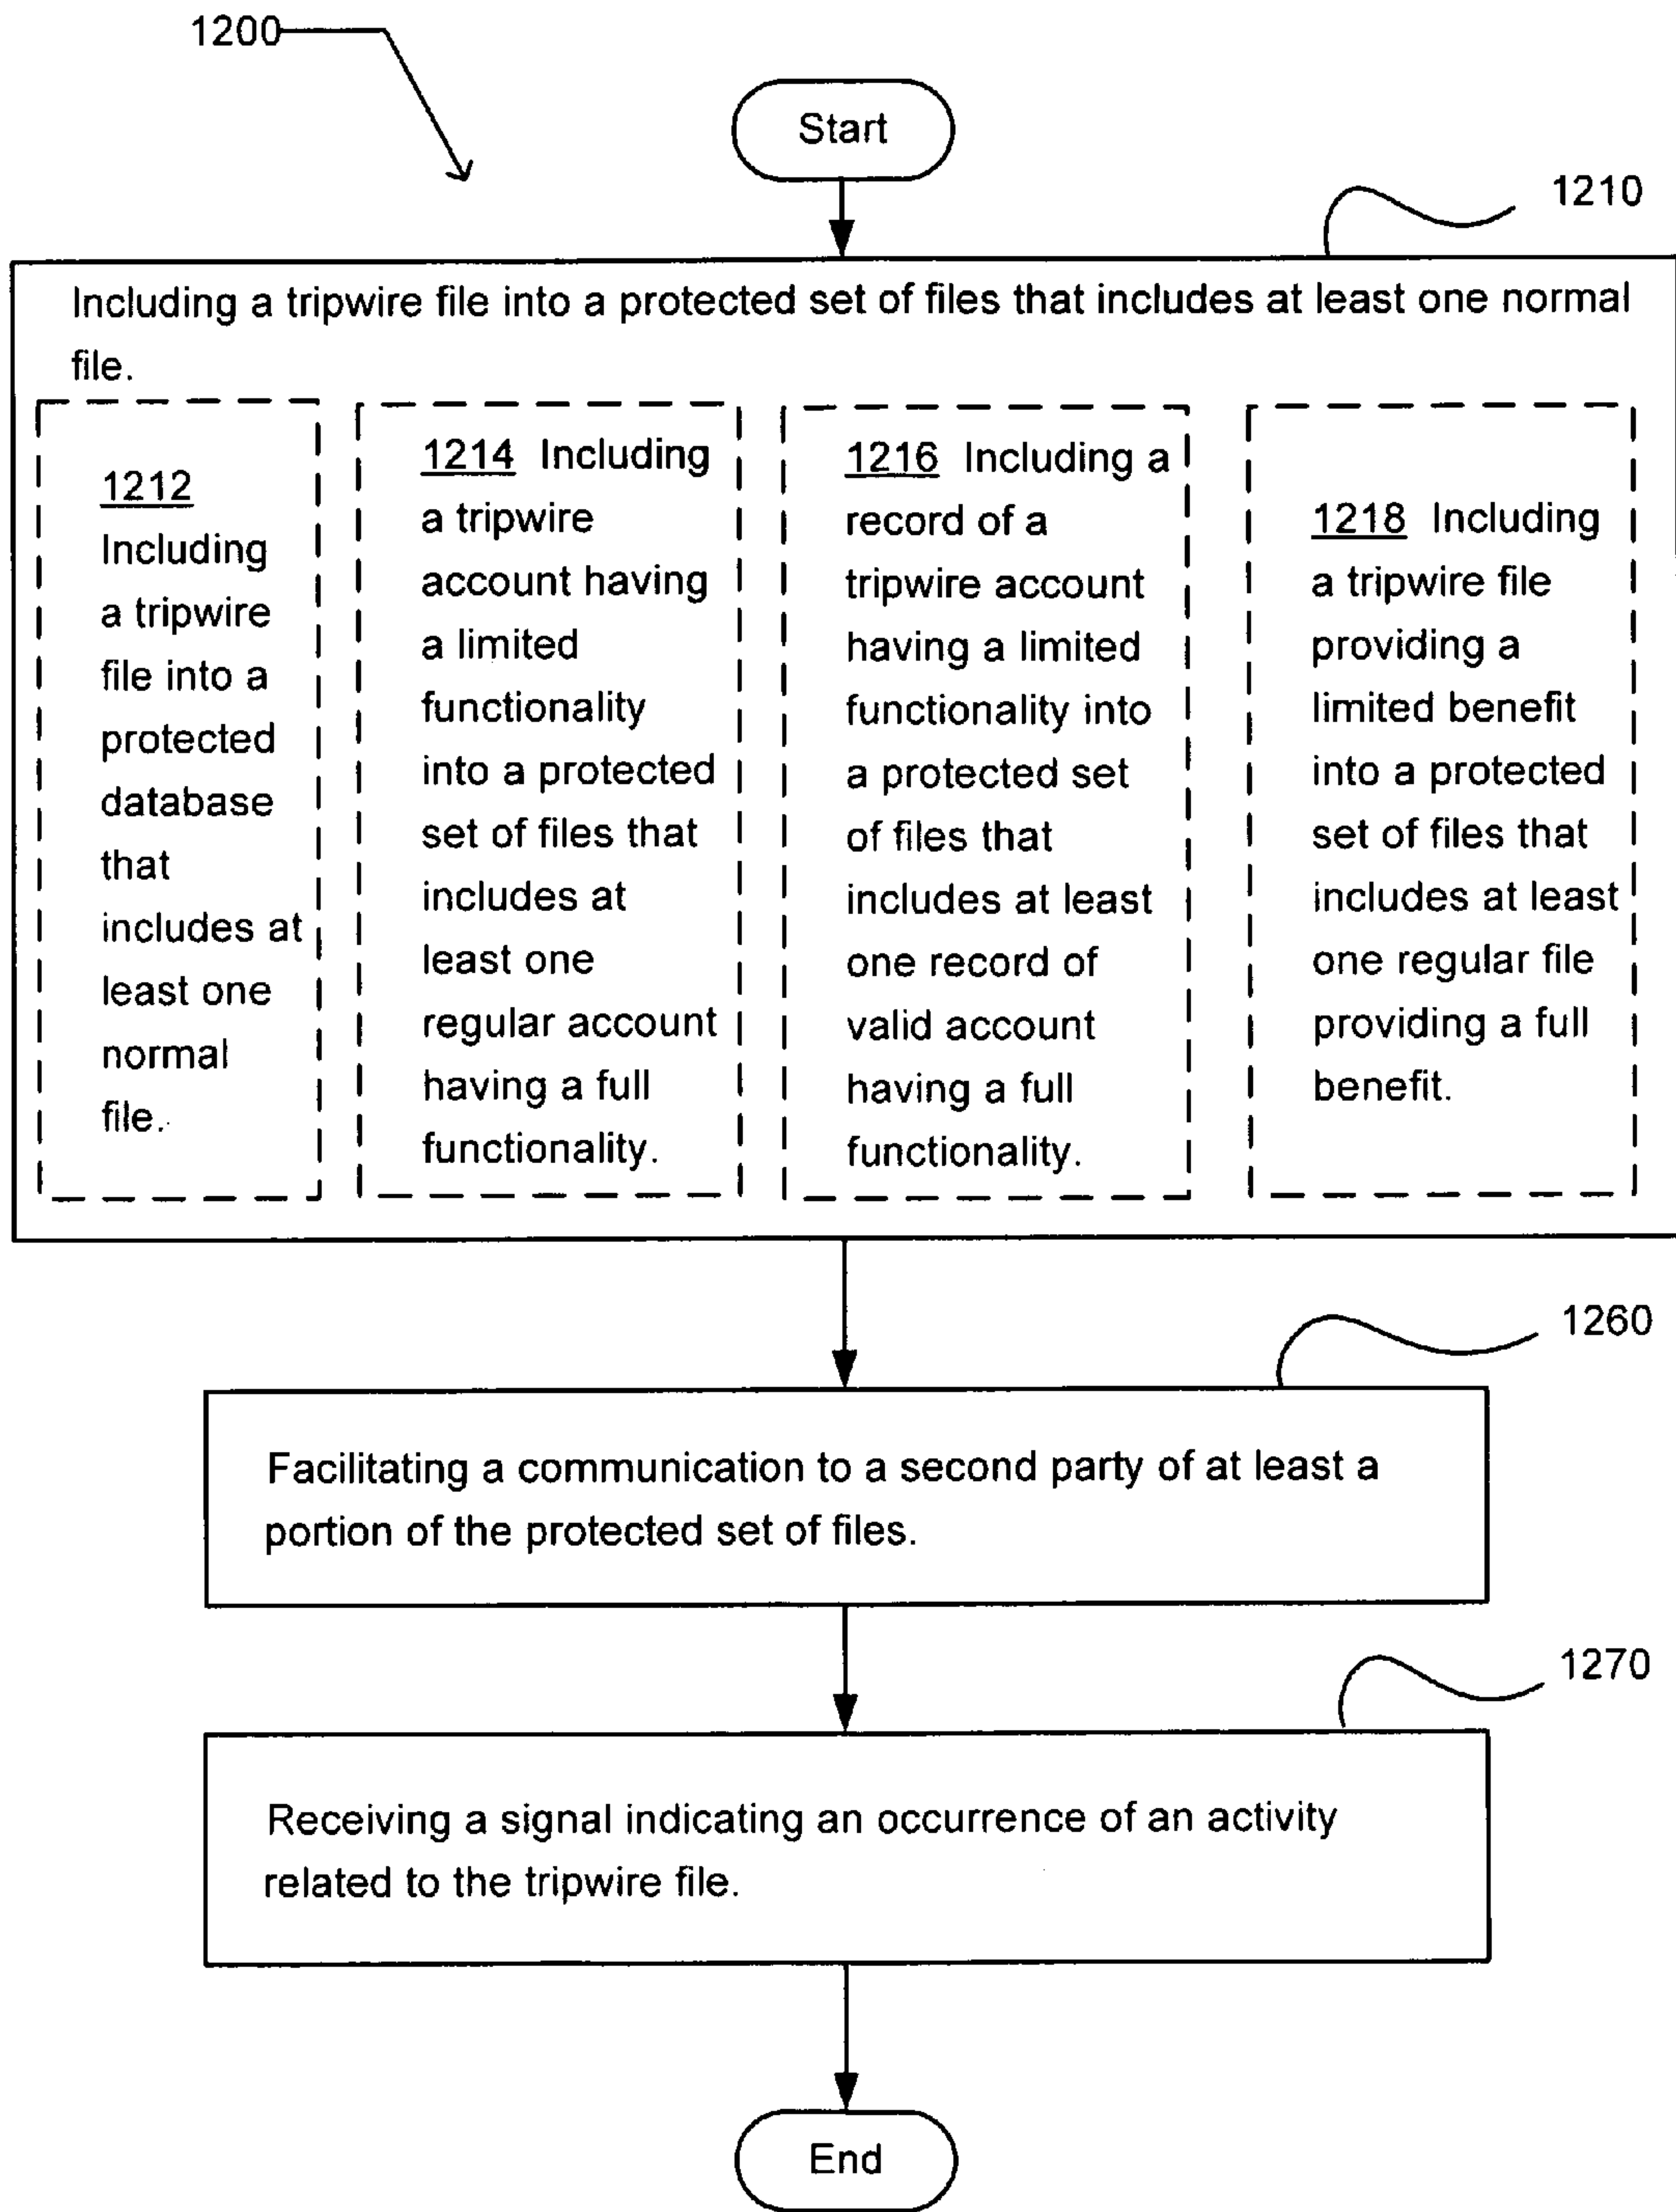 1200
Start
1210
Including a tripwire file into a protected set of files that includes at least one normal
file.
1212
Including
a tripwire
file into a
protected
database
that
includes at
least one
normal
file.
1214 Including
a tripwire
account having
a limited
functionality
into a protected
set of files that
includes at
least one
regular account
having a full
functionality.
1216 Including a
record of a
tripwire account
having a limited
functionality into
a protected set
of files that
includes at least
one record of
valid account
having a full
functionality.
1218 Including
a tripwire file
providing a
limited benefit
into a protected
set of files that
includes at least
one regular file
providing a full
benefit.
1260
Facilitating a communication to a second party of at least a
portion of the protected set of files.
1270
Receiving a signal indicating an occurrence of an activity
related to the tripwire file.
End